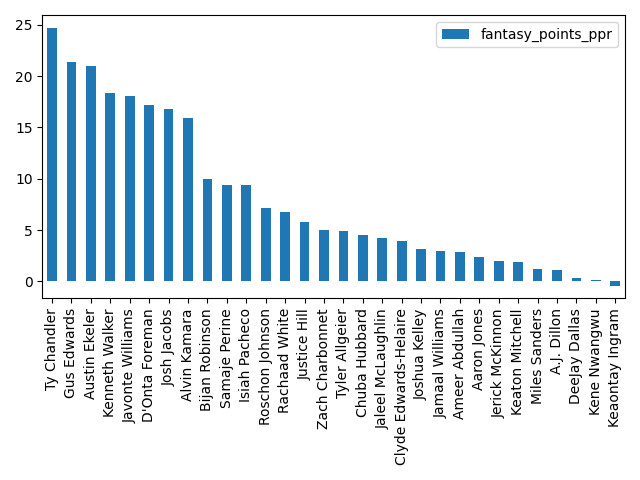 fantasy_points_ppr
25
20
15
10
5
0
Ty Chandler
Gus Edwards
Austin Ekeler
Kenneth Walker
Javonte Williams
D'Onta Foreman
Josh Jacobs
Alvin Kamara
Bijan Robinson
Samaje Perine
Isiah Pacheco
Roschon Johnson
Rachaad White
Justice Hill
Zach Charbonnet
Tyler Allgeier
Chuba Hubbard
Jaleel McLaughlin
Clyde Edwards-Helaire
Joshua Kelley
Jamaal Williams
Ameer Abdullah
Aaron Jones
Jerick McKinnon
Keaton Mitchell
Miles Sanders
A.J. Dillon
DeeJay Dallas
Kene Nwangwu
Keaontay Ingram